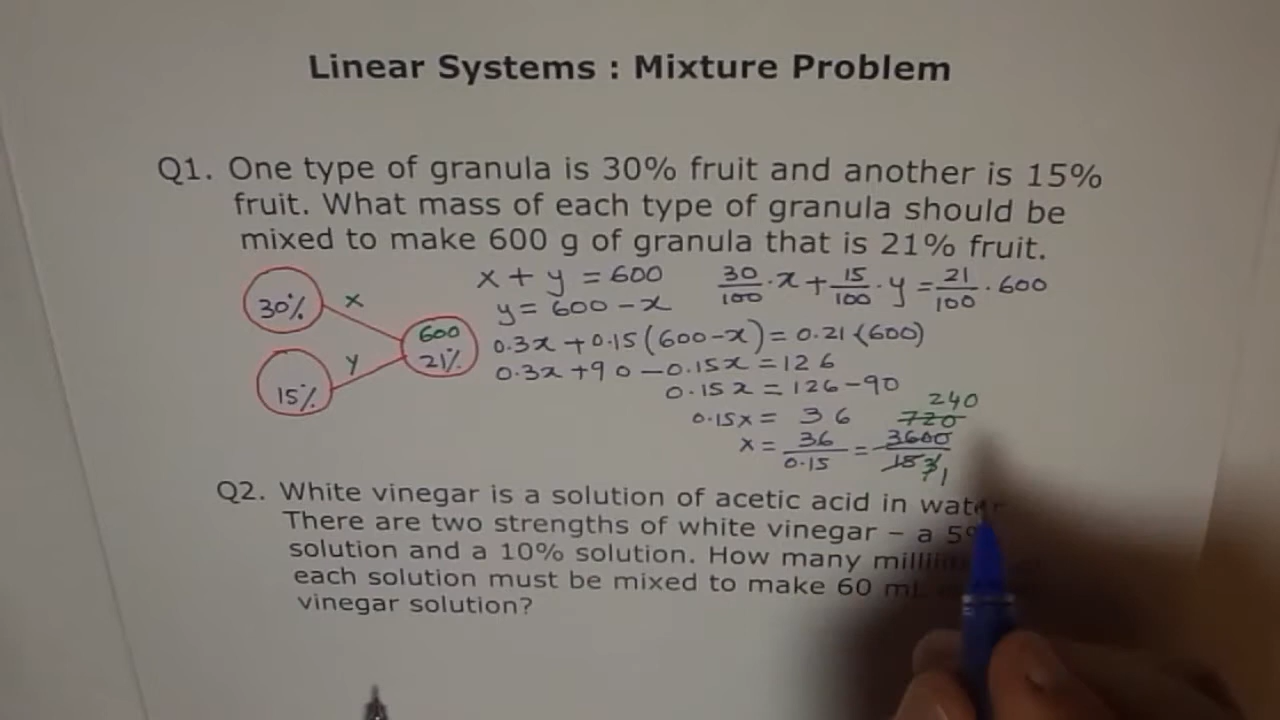 Linear Systems : Mixture Problem
Q1. One type of granula is 30% fruit and another is 15%
fruit. What mass of each type of granula should be
mixed to make 600 g of granula that is 21% fruit.
30%
x
600
21%
y
15%
x + y = 600
y = 600 - x
30/100 · x + 15/100 · y = 21/100 · 600
0.3x + 0.15(600-x) = 0.21(600)
0.3x + 90 - 0.15x = 126
0.15x = 126 - 90
0.15x = 36
x = 36/0.15 = 3600/15
240
720
3
1
Q2. White vinegar is a solution of acetic acid in water
There are two strengths of white vinegar – a 5%
solution and a 10% solution. How many
each solution must be mixed to make 60 mL
vinegar solution?